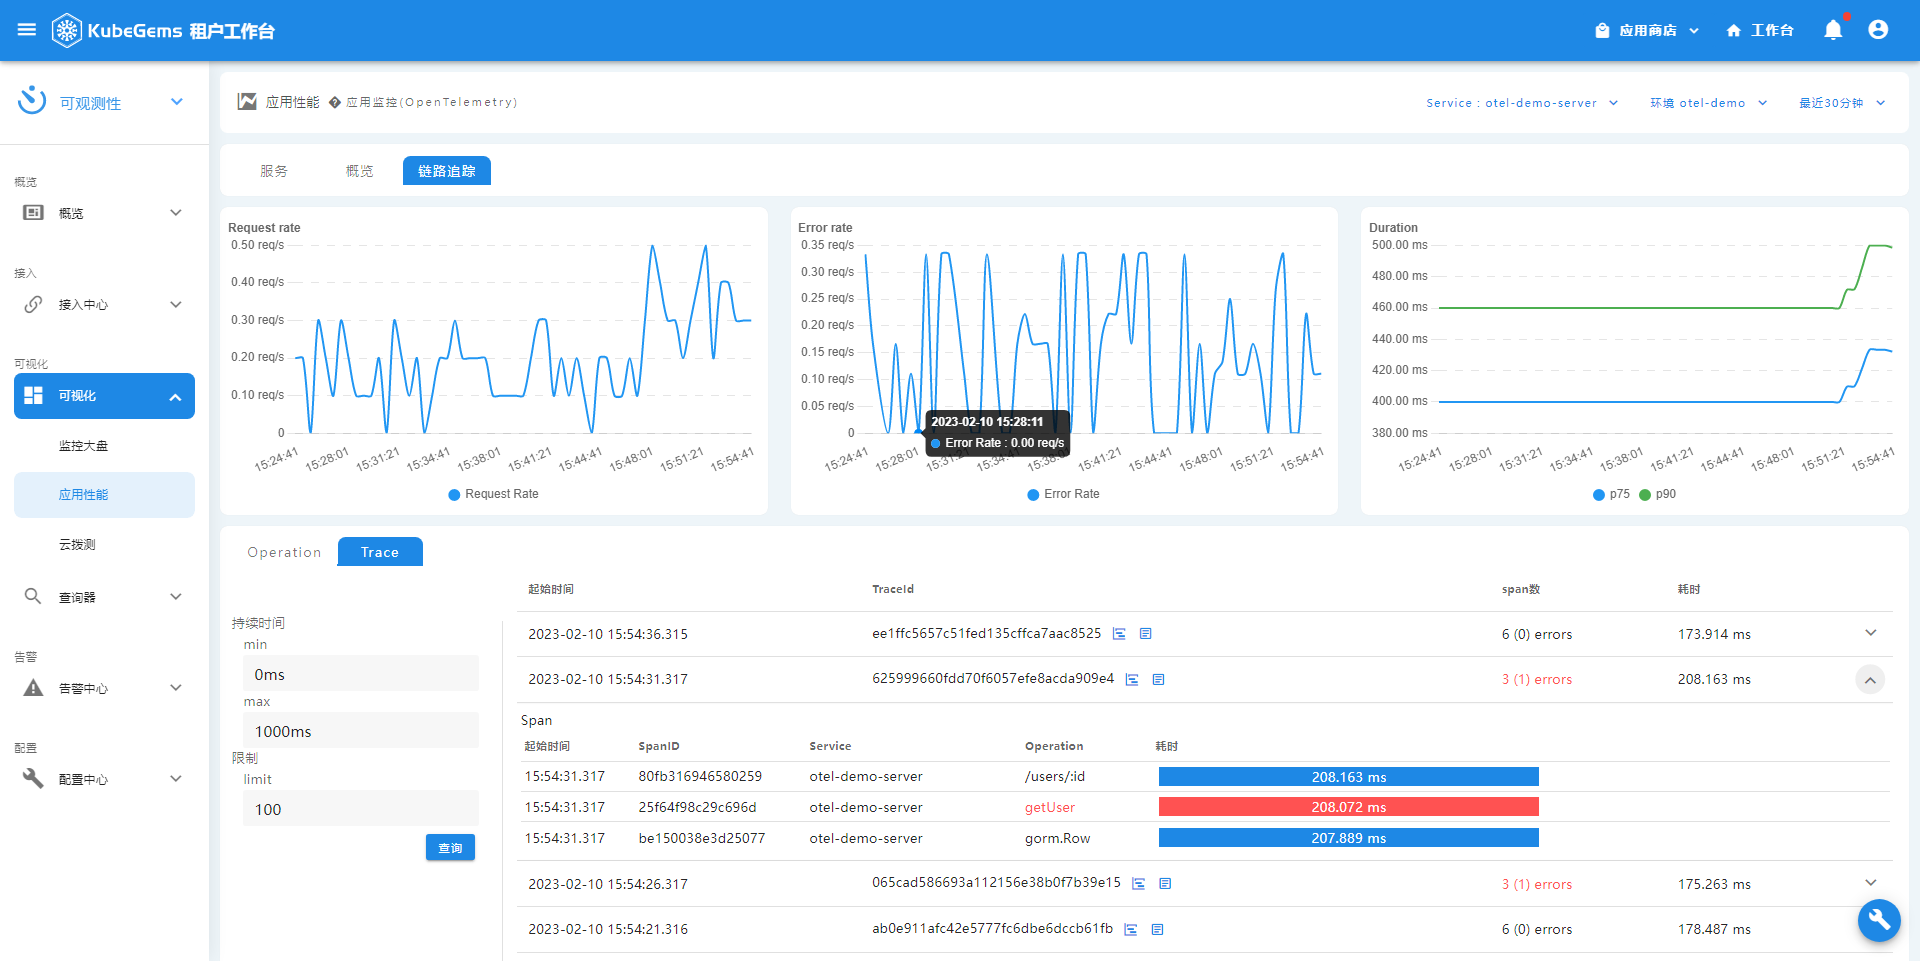 KubeGems 租户工作台
应用商店
工作台
可观测性
概览
概览
接入
接入中心
可视化
可视化
监控大盘
应用性能
云拨测
查询器
告警
告警中心
配置
配置中心
应用性能 应用监控(OpenTelemetry)
Service : otel-demo-server
环境 otel-demo
最近30分钟
服务 概览 链路追踪
Request rate
0.50 req/s
0.40 req/s
0.30 req/s
0.20 req/s
0.10 req/s
0
15:24:41 15:28:01 15:31:21 15:34:41 15:38:01 15:41:21 15:44:41 15:48:01 15:51:21 15:54:41
Request Rate
Error rate
0.35 req/s
0.30 req/s
0.25 req/s
0.20 req/s
0.15 req/s
0.10 req/s
0.05 req/s
0
2023-02-10 15:28:11
Error Rate : 0.00 req/s
15:24:41 15:28:01 15:31:21 15:34:41 15:38:01 15:41:21 15:44:41 15:48:01 15:51:21 15:54:41
Error Rate
Duration
500.00 ms
480.00 ms
460.00 ms
440.00 ms
420.00 ms
400.00 ms
380.00 ms
15:24:41 15:28:01 15:31:21 15:34:41 15:38:01 15:41:21 15:44:41 15:48:01 15:51:21 15:54:41
p75 p90
Operation Trace
持续时间
min
0ms
max
1000ms
限制
limit
100
查询
起始时间 TraceId span数 耗时
2023-02-10 15:54:36.315 ee1ffc5657c51fed135cffca7aac8525 6 (0) errors 173.914 ms
2023-02-10 15:54:31.317 625999660fdd70f6057efe8acda909e4 3 (1) errors 208.163 ms
Span
起始时间 SpanID Service Operation 耗时
15:54:31.317 80fb316946580259 otel-demo-server /users/:id 208.163 ms
15:54:31.317 25f64f98c29c696d otel-demo-server getUser 208.072 ms
15:54:31.317 be150038e3d25077 otel-demo-server gorm.Row 207.889 ms
2023-02-10 15:54:26.317 065cad586693a112156e38b0f7b39e15 3 (1) errors 175.263 ms
2023-02-10 15:54:21.316 ab0e911afc42e5777fc6dbe6dccb61fb 6 (0) errors 178.487 ms